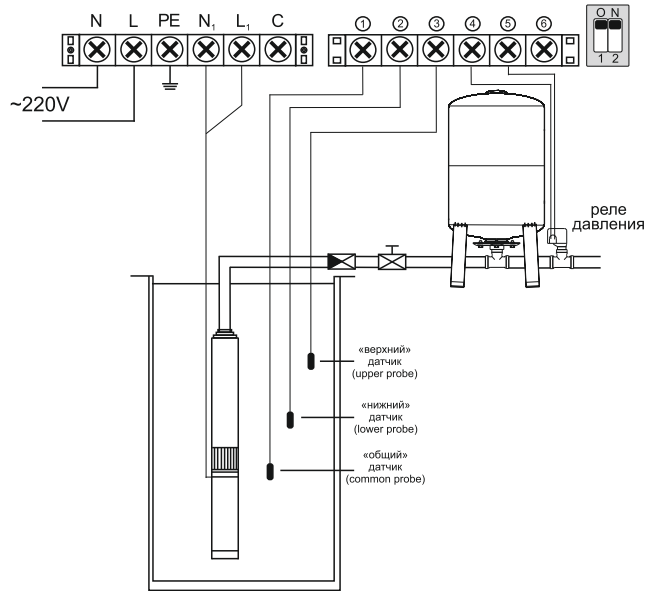 N L PE N₁ L₁ C
① ② ③ ④ ⑤ ⑥
O N
1 2
~220V
реле
давления
«верхний»
датчик
(upper probe)
«нижний»
датчик
(lower probe)
«общий»
датчик
(common probe)